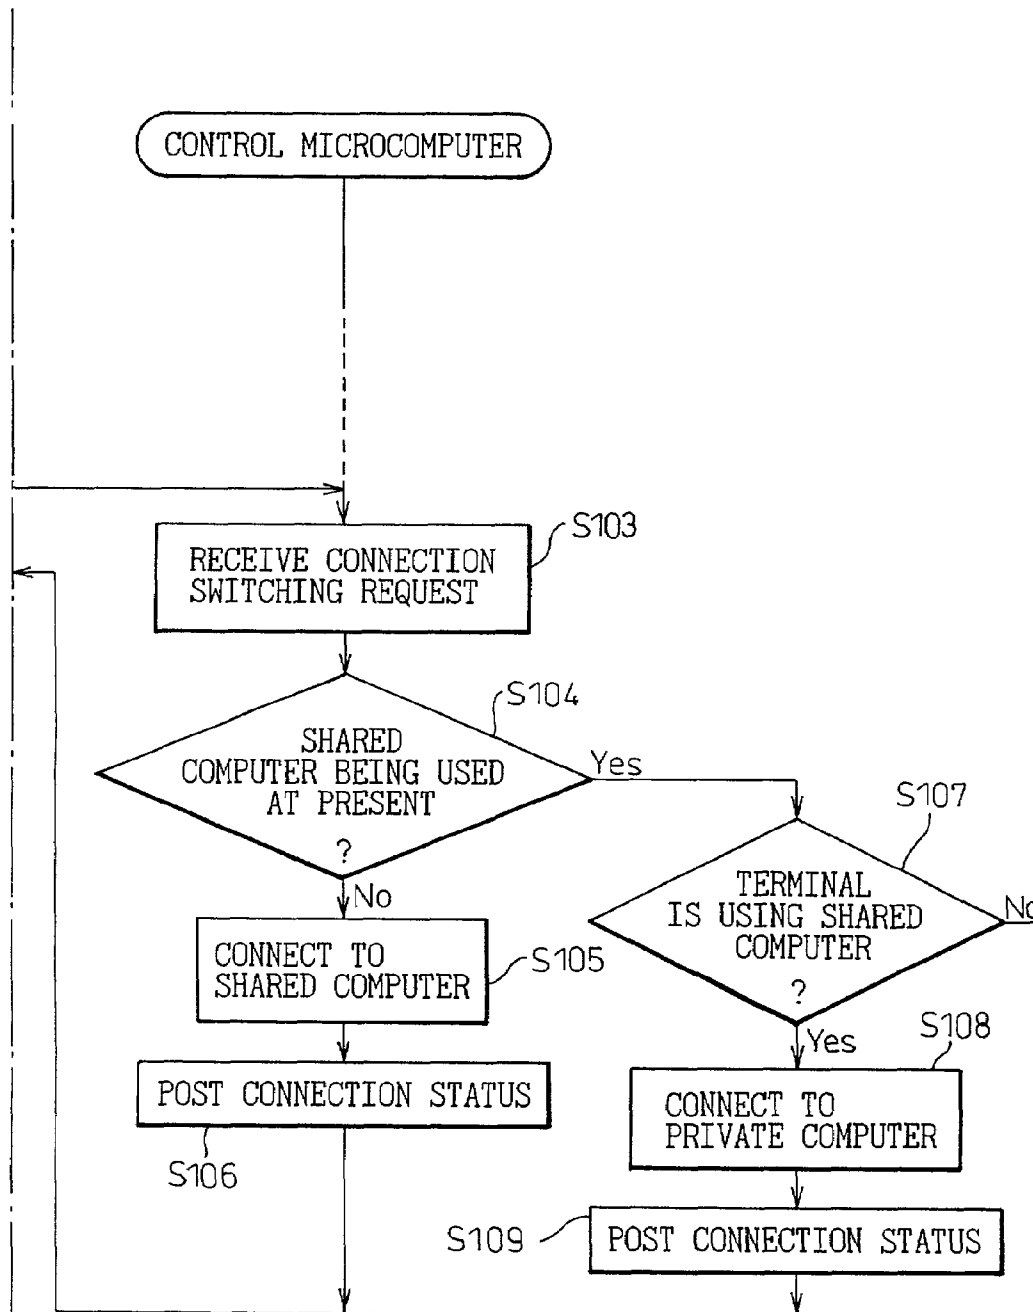 CONTROL MICROCOMPUTER
S103
RECEIVE CONNECTION
SWITCHING REQUEST
S104
SHARED
COMPUTER BEING USED
AT PRESENT
?
Yes
No
S107
TERMINAL
IS USING SHARED
COMPUTER
?
No
Yes
CONNECT TO
SHARED COMPUTER
S105
S108
POST CONNECTION STATUS
S106
CONNECT TO
PRIVATE COMPUTER
S109
POST CONNECTION STATUS